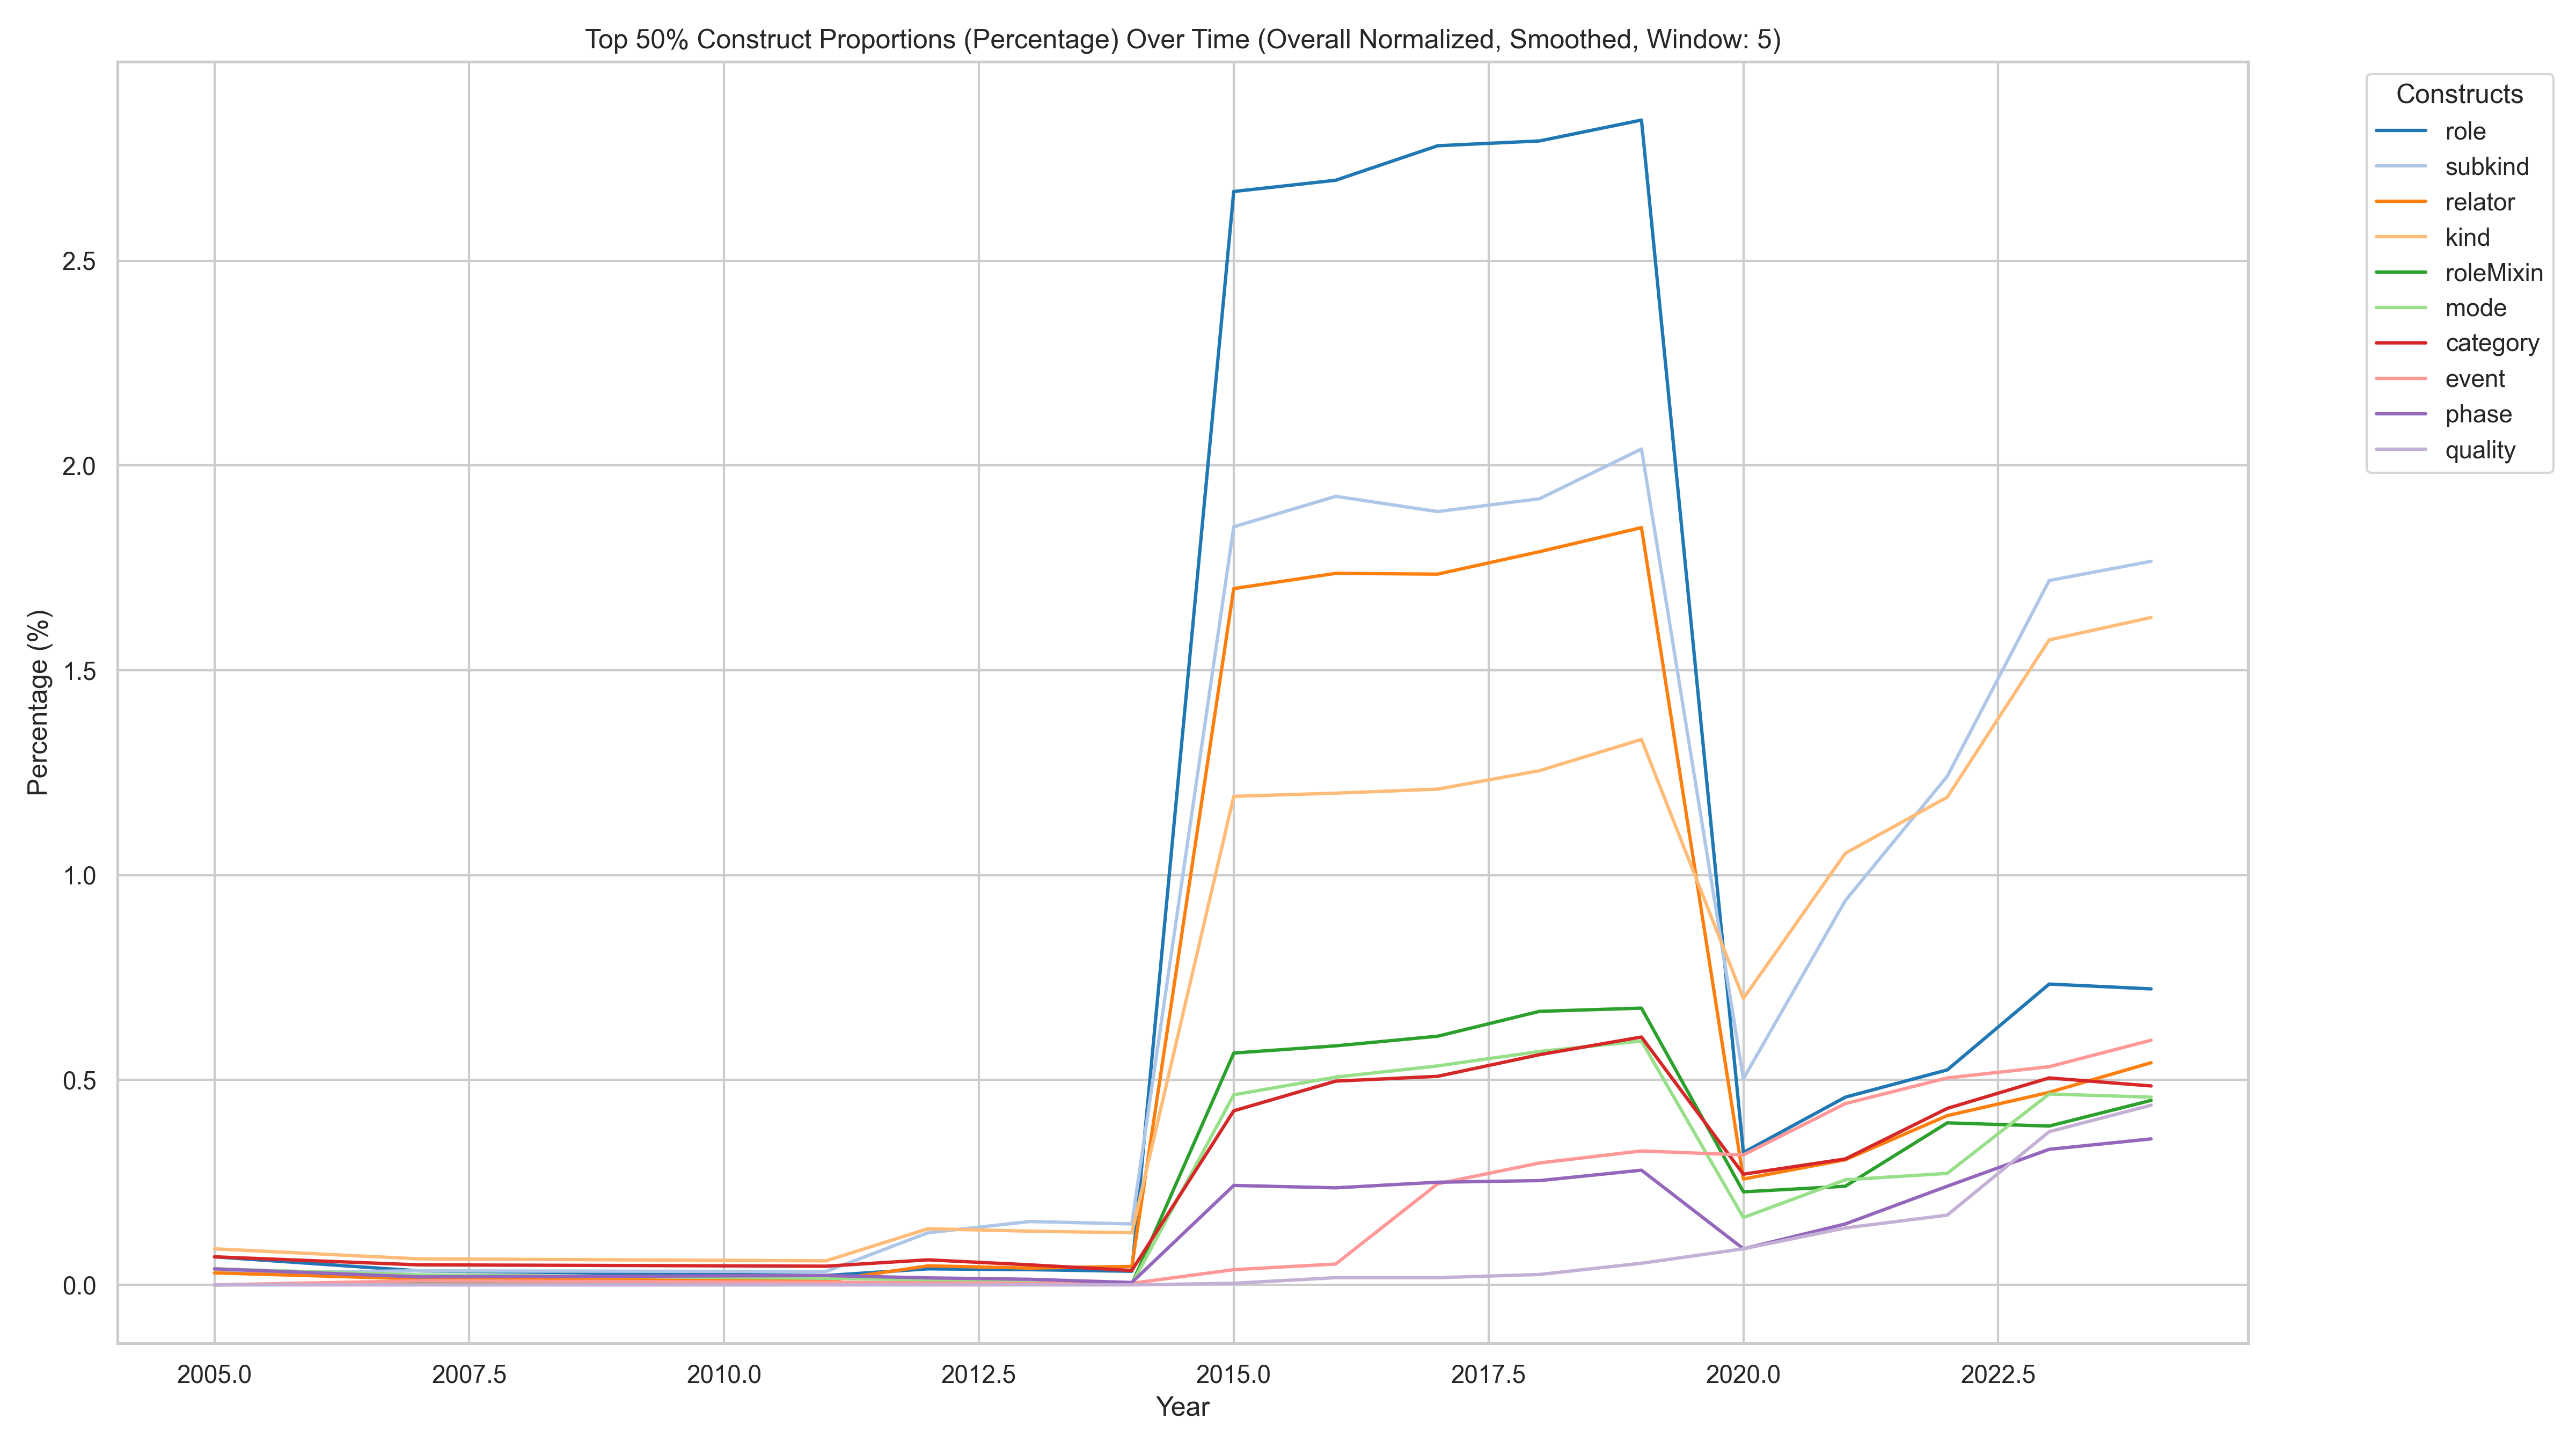 Top 50% Construct Proportions (Percentage) Over Time (Overall Normalized, Smoothed, Window: 5)
Constructs
role
subkind
relator
kind
roleMixin
mode
category
event
phase
quality
Percentage (%)
2.5
2.0
1.5
1.0
0.5
0.0
2005.0 2007.5 2010.0 2012.5 2015.0 2017.5 2020.0 2022.5
Year